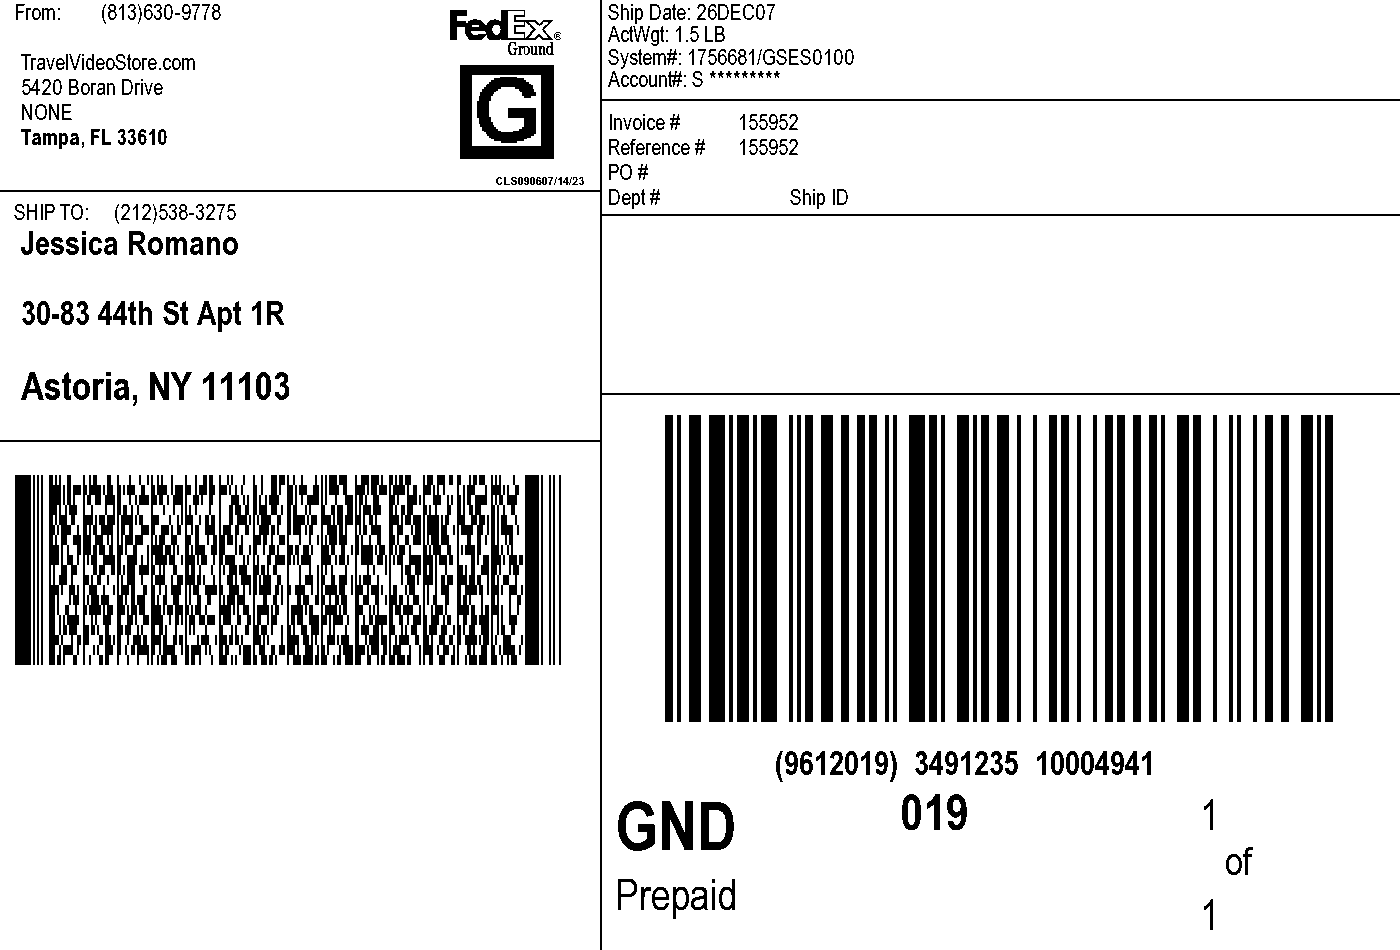 From: (813)630-9778
TravelVideoStore.com
5420 Boran Drive
NONE
Tampa, FL 33610
FedEx®
Ground
G
CLS090607/14/23
Ship Date: 26DEC07
ActWgt: 1.5 LB
System#: 1756681/GSES0100
Account#: S *********
Invoice # 155952
Reference # 155952
PO #
Dept # Ship ID
SHIP TO: (212)538-3275
Jessica Romano
30-83 44th St Apt 1R
Astoria, NY 11103
(9612019) 3491235 10004941
GND 019 1
of
Prepaid 1